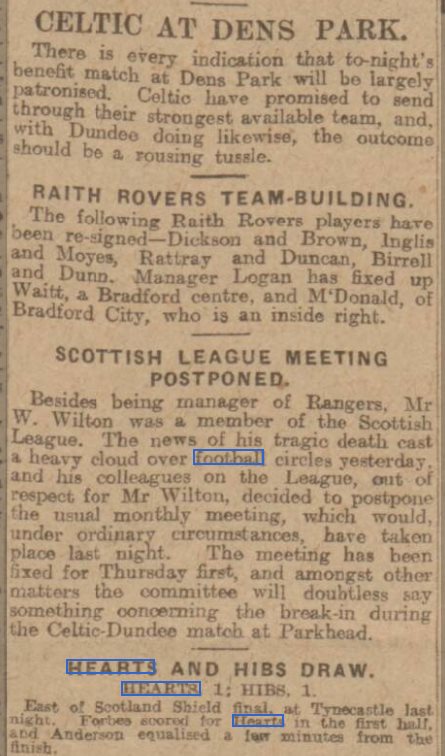 CELTIC AT DENS PARK.
There is every indication that to-night's
benefit match at Dens Park will be largely
patronised. Celtic have promised to send
through their strongest available team, and,
with Dundee doing likewise, the outcome
should be a rousing tussle.
RAITH ROVERS TEAM-BUILDING.
The following Raith Rovers players have
been re-signed—Dickson and Brown, Inglis
and Moyes, Rattray and Duncan, Birrell
and Dunn. Manager Logan has fixed up
Waitt, a Bradford centre, and M'Donald, of
Bradford City, who is an inside right.
SCOTTISH LEAGUE MEETING
POSTPONED.
Besides being manager of Rangers, Mr
W. Wilton was a member of the Scottish
League. The news of his tragic death cast
a heavy cloud over football circles yesterday,
and his colleagues on the League, out of
respect for Mr Wilton, decided to postpone
the usual monthly meeting, which would,
under ordinary circumstances, have taken
place last night. The meeting has been
fixed for Thursday first, and amongst other
matters the committee will doubtless say
something concerning the break-in during
the Celtic-Dundee match at Parkhead.
HEARTS AND HIBS DRAW.
HEARTS, 1; HIBS, 1.
East of Scotland Shield final, at Tynecastle last
night. Forbes scored for Hearts in the first half,
and Anderson equalised a few minutes from the
finish.